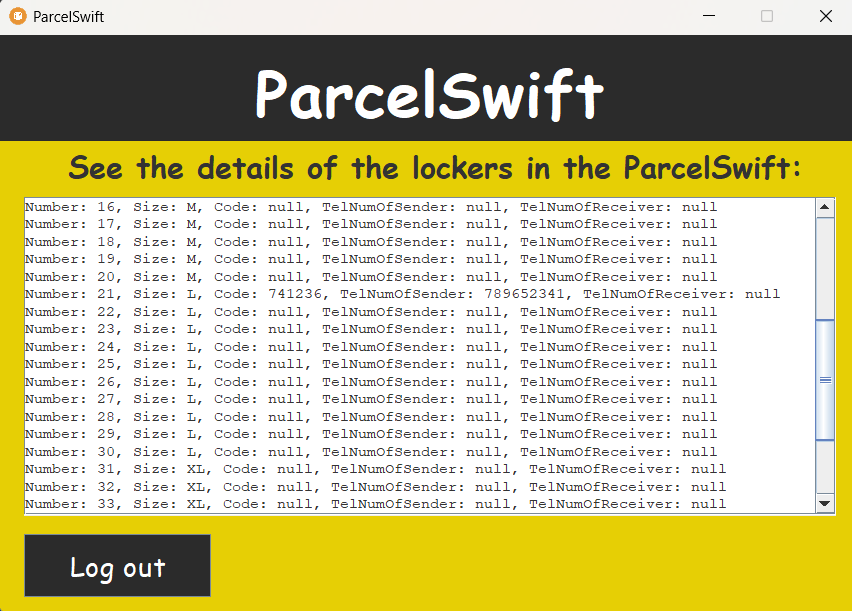 ParcelSwift
ParcelSwift
See the details of the lockers in the ParcelSwift:
Number: 16, Size: M, Code: null, TelNumOfSender: null, TelNumOfReceiver: null
Number: 17, Size: M, Code: null, TelNumOfSender: null, TelNumOfReceiver: null
Number: 18, Size: M, Code: null, TelNumOfSender: null, TelNumOfReceiver: null
Number: 19, Size: M, Code: null, TelNumOfSender: null, TelNumOfReceiver: null
Number: 20, Size: M, Code: null, TelNumOfSender: null, TelNumOfReceiver: null
Number: 21, Size: L, Code: 741236, TelNumOfSender: 789652341, TelNumOfReceiver: null
Number: 22, Size: L, Code: null, TelNumOfSender: null, TelNumOfReceiver: null
Number: 23, Size: L, Code: null, TelNumOfSender: null, TelNumOfReceiver: null
Number: 24, Size: L, Code: null, TelNumOfSender: null, TelNumOfReceiver: null
Number: 25, Size: L, Code: null, TelNumOfSender: null, TelNumOfReceiver: null
Number: 26, Size: L, Code: null, TelNumOfSender: null, TelNumOfReceiver: null
Number: 27, Size: L, Code: null, TelNumOfSender: null, TelNumOfReceiver: null
Number: 28, Size: L, Code: null, TelNumOfSender: null, TelNumOfReceiver: null
Number: 29, Size: L, Code: null, TelNumOfSender: null, TelNumOfReceiver: null
Number: 30, Size: L, Code: null, TelNumOfSender: null, TelNumOfReceiver: null
Number: 31, Size: XL, Code: null, TelNumOfSender: null, TelNumOfReceiver: null
Number: 32, Size: XL, Code: null, TelNumOfSender: null, TelNumOfReceiver: null
Number: 33, Size: XL, Code: null, TelNumOfSender: null, TelNumOfReceiver: null
Log out